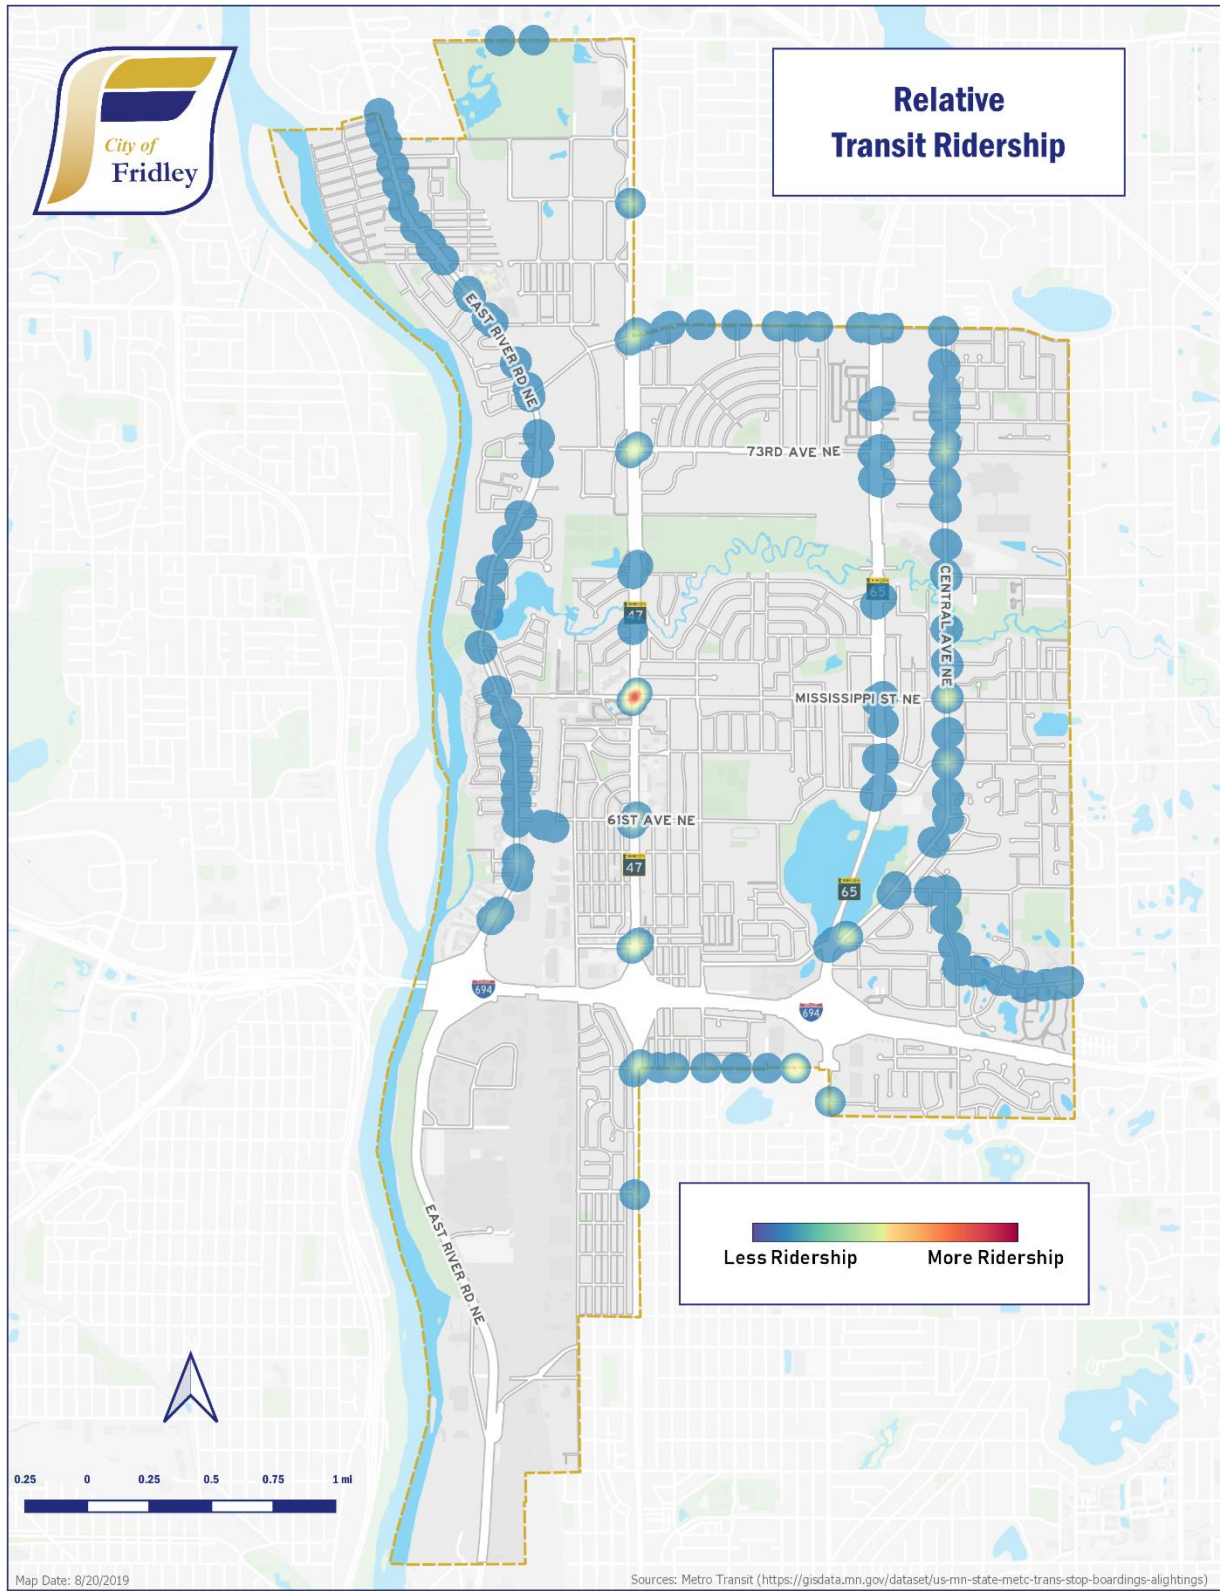 City of
Fridley
Relative
Transit Ridership
EAST RIVER RD NE
73RD AVE NE
65
47
CENTRAL AVE NE
MISSISSIPPI ST NE
61ST AVE NE
47
65
694
694
EAST RIVER RD NE
Less Ridership More Ridership
0.25 0 0.25 0.5 0.75 1 mi
Map Date: 8/20/2019
Sources: Metro Transit (https://gisdata.mn.gov/dataset/us-mn-state-metc-trans-stop-boardings-alightings)